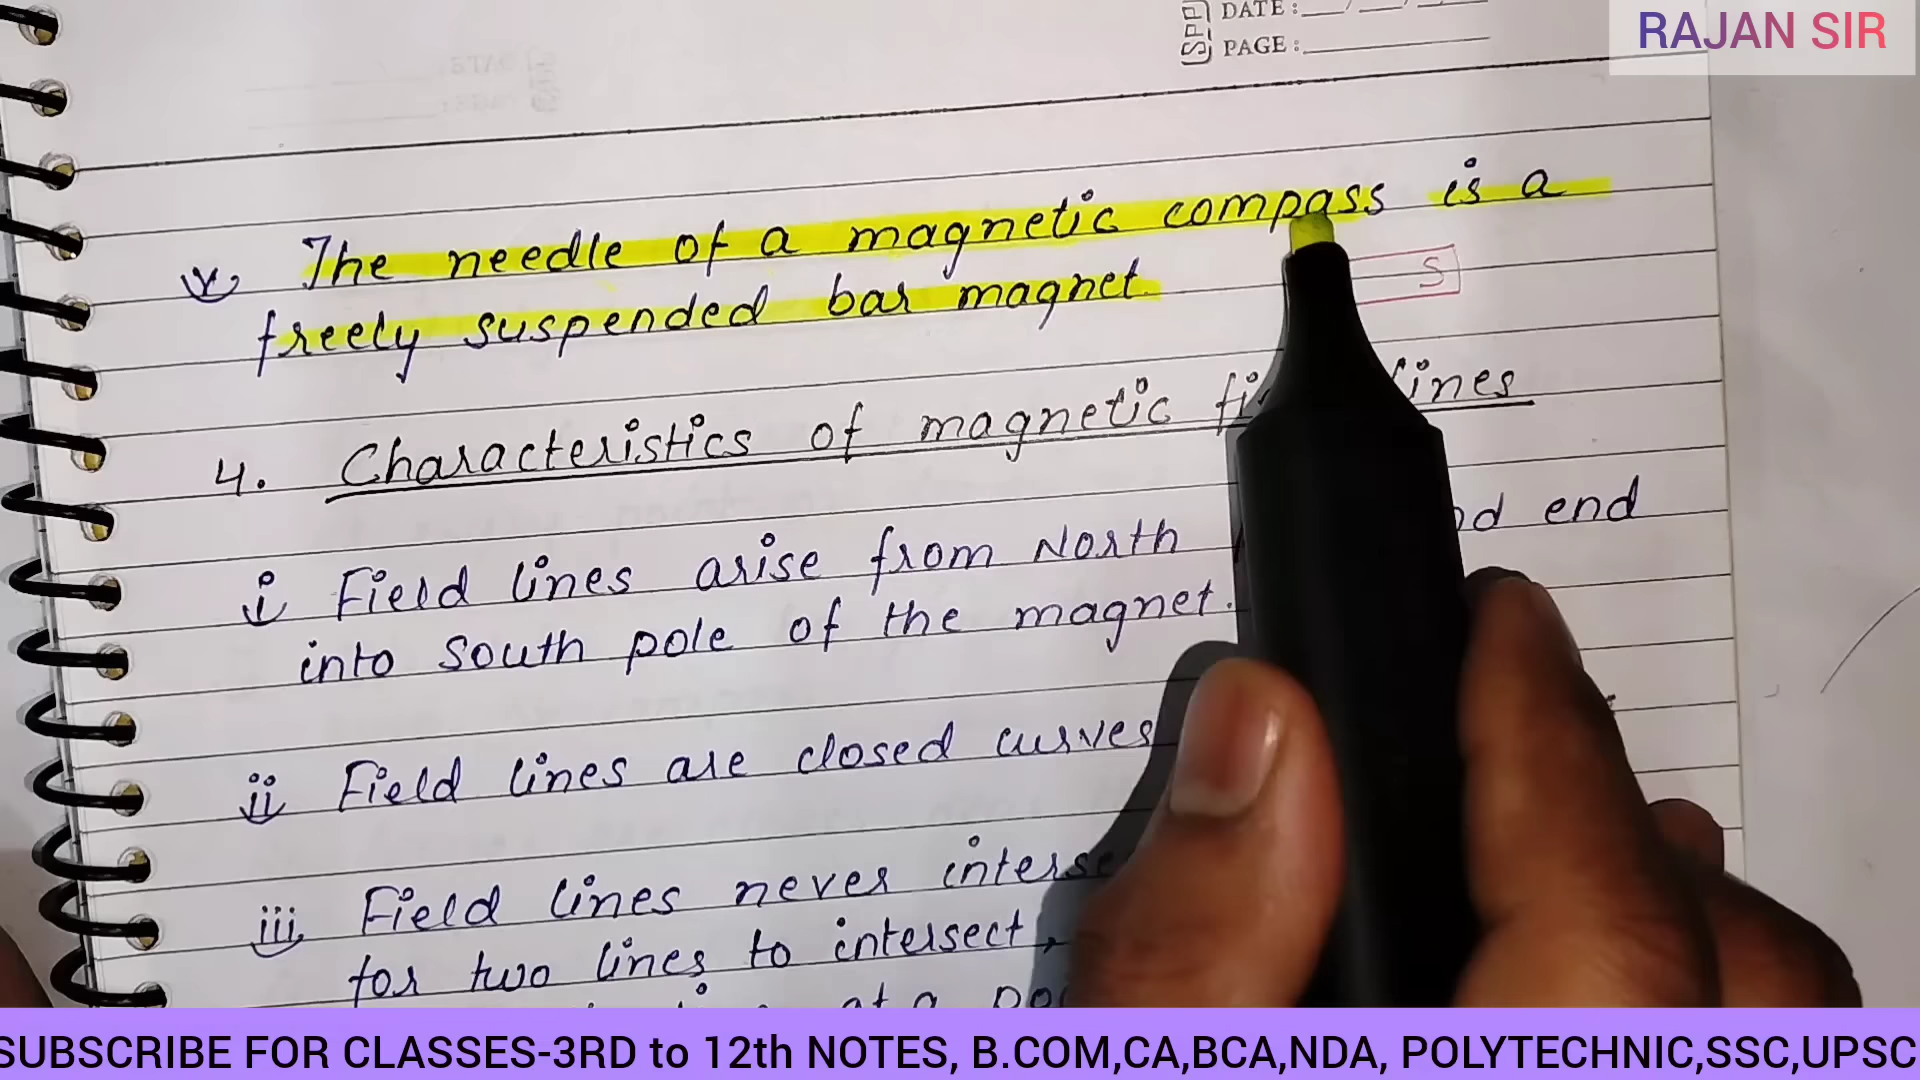 DATE :
PAGE :
RAJAN SIR
v The needle of a magnetic compass is a
freely suspended bar magnet.
S
4. Characteristics of magnetic lines
i Field lines arise from North end
into south pole of the magnet.
ii Field lines are closed curves
iii Field lines never
for two lines to intersect,
at a
SUBSCRIBE FOR CLASSES-3RD to 12th NOTES, B.COM,CA,BCA,NDA, POLYTECHNIC,SSC,UPSC